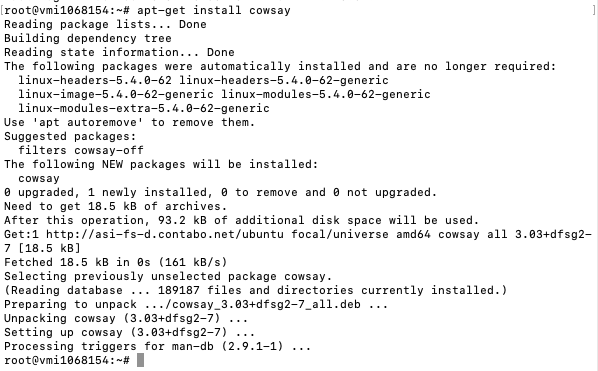 [root@vmi1068154:~# apt-get install cowsay ]
Reading package lists... Done
Building dependency tree
Reading state information... Done
The following packages were automatically installed and are no longer required:
  linux-headers-5.4.0-62 linux-headers-5.4.0-62-generic
  linux-image-5.4.0-62-generic linux-modules-5.4.0-62-generic
  linux-modules-extra-5.4.0-62-generic
Use 'apt autoremove' to remove them.
Suggested packages:
  filters cowsay-off
The following NEW packages will be installed:
  cowsay
0 upgraded, 1 newly installed, 0 to remove and 0 not upgraded.
Need to get 18.5 kB of archives.
After this operation, 93.2 kB of additional disk space will be used.
Get:1 http://asi-fs-d.contabo.net/ubuntu focal/universe amd64 cowsay all 3.03+dfsg2-
7 [18.5 kB]
Fetched 18.5 kB in 0s (161 kB/s)
Selecting previously unselected package cowsay.
(Reading database ... 189187 files and directories currently installed.)
Preparing to unpack .../cowsay_3.03+dfsg2-7_all.deb ...
Unpacking cowsay (3.03+dfsg2-7) ...
Setting up cowsay (3.03+dfsg2-7) ...
Processing triggers for man-db (2.9.1-1) ...
root@vmi1068154:~#